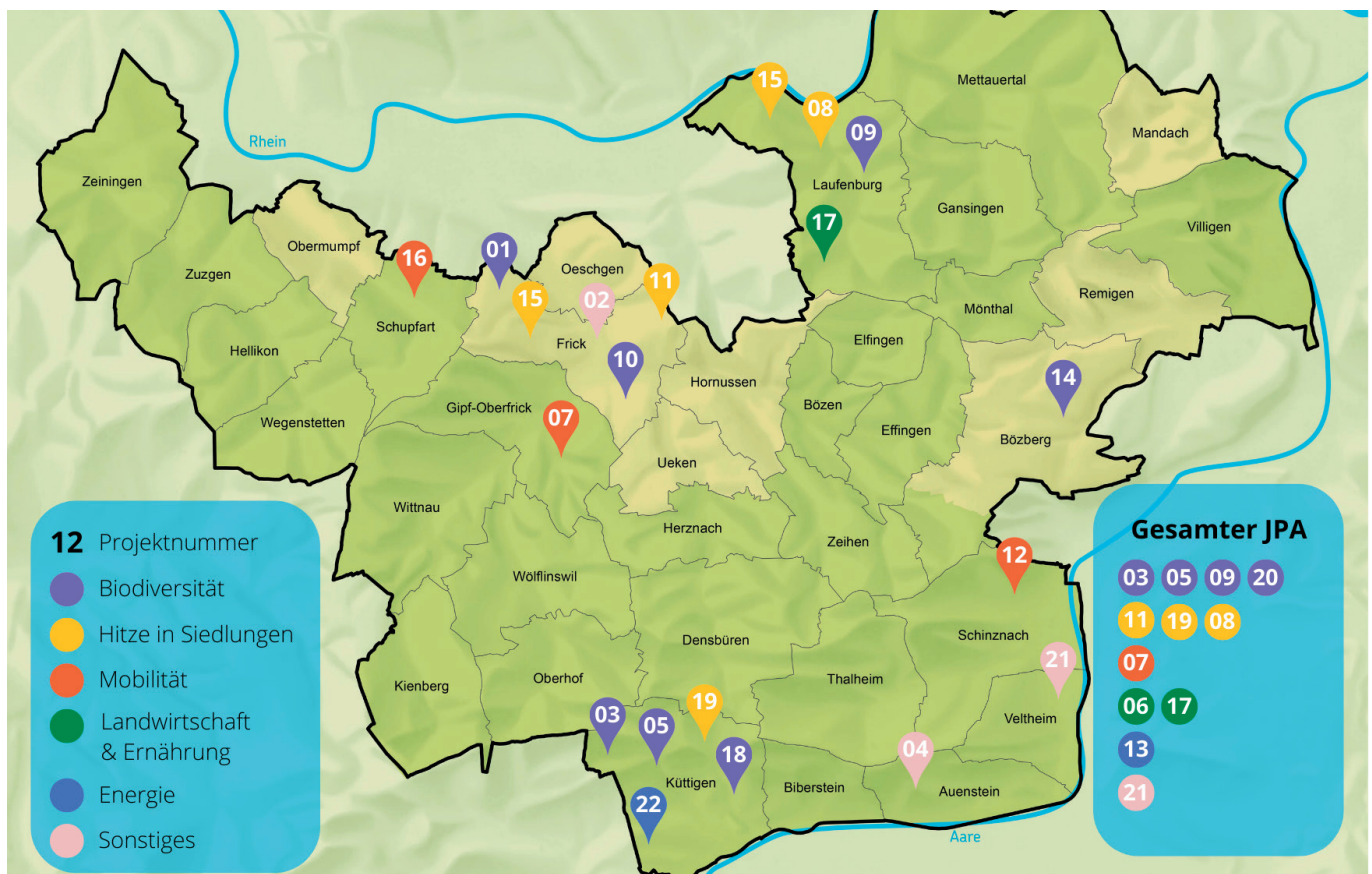 Rhein
Mettauertal
Mandach
15
08
09
Zeiningen
Laufenburg
Gansingen
Villigen
17
Obermumpf
Zuzgen
16
01
Oeschgen
15
02
11
Remigen
Mönthal
Schupfart
Hellikon
Frick
Elfingen
10
Hornussen
14
Gipf-Oberfrick
07
Bözen
Effingen
Bözberg
Wegenstetten
Ueken
Wittnau
Herznach
Zeihen
Wölflinswil
12
Densbüren
Schinznach
Oberhof
Kienberg
Thalheim
21
Veltheim
03
05
19
18
04
Küttigen
22
Biberstein
Auenstein
Aare
12 Projektnummer
Biodiversität
Hitze in Siedlungen
Mobilität
Landwirtschaft
& Ernährung
Energie
Sonstiges
Gesamter JPA
03 05 09 20
11 19 08
07
06 17
13
21